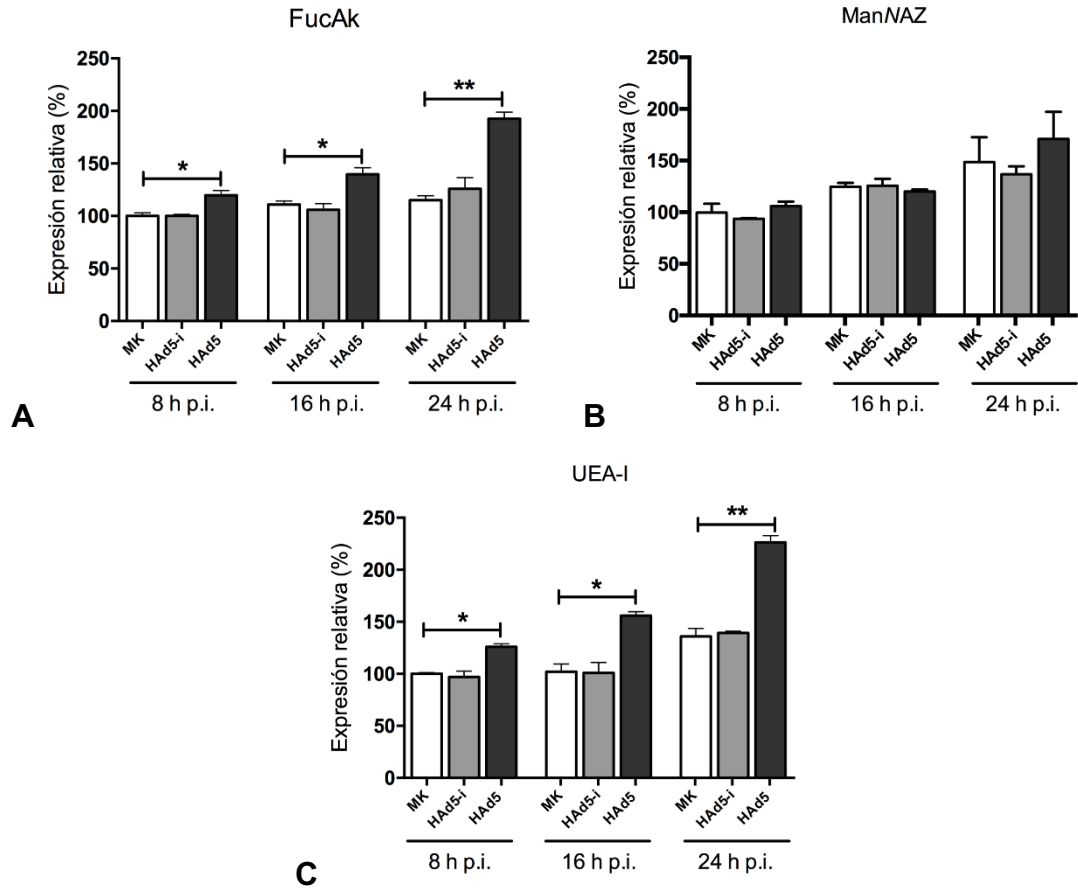 FucAk
Expresión relativa (%)
250
200
150
100
50
0
*
*
**
MK
HAd5-i
HAd5
MK
HAd5-i
HAd5
MK
HAd5-i
HAd5
8 h p.i.
16 h p.i.
24 h p.i.
A
ManNAZ
Expresión relativa (%)
250
200
150
100
50
0
MK
HAd5-i
HAd5
MK
HAd5-i
HAd5
MK
HAd5-i
HAd5
8 h p.i.
16 h p.i.
24 h p.i.
B
UEA-I
Expresión relativa (%)
250
200
150
100
50
0
*
*
**
MK
HAd5-i
HAd5
MK
HAd5-i
HAd5
MK
HAd5-i
HAd5
8 h p.i.
16 h p.i.
24 h p.i.
C